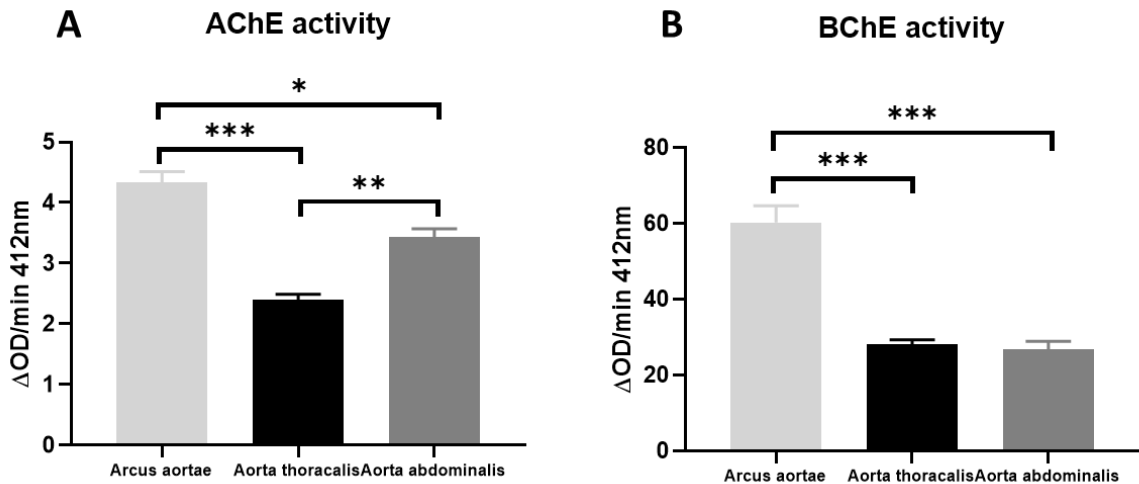 A
AChE activity
*
***
**
5
4
3
2
1
0
ΔOD/min 412nm
Arcus aortae
Aorta thoracalis
Aorta abdominalis
B
BChE activity
***
***
80
60
40
20
0
ΔOD/min 412nm
Arcus aortae
Aorta thoracalis
Aorta abdominalis